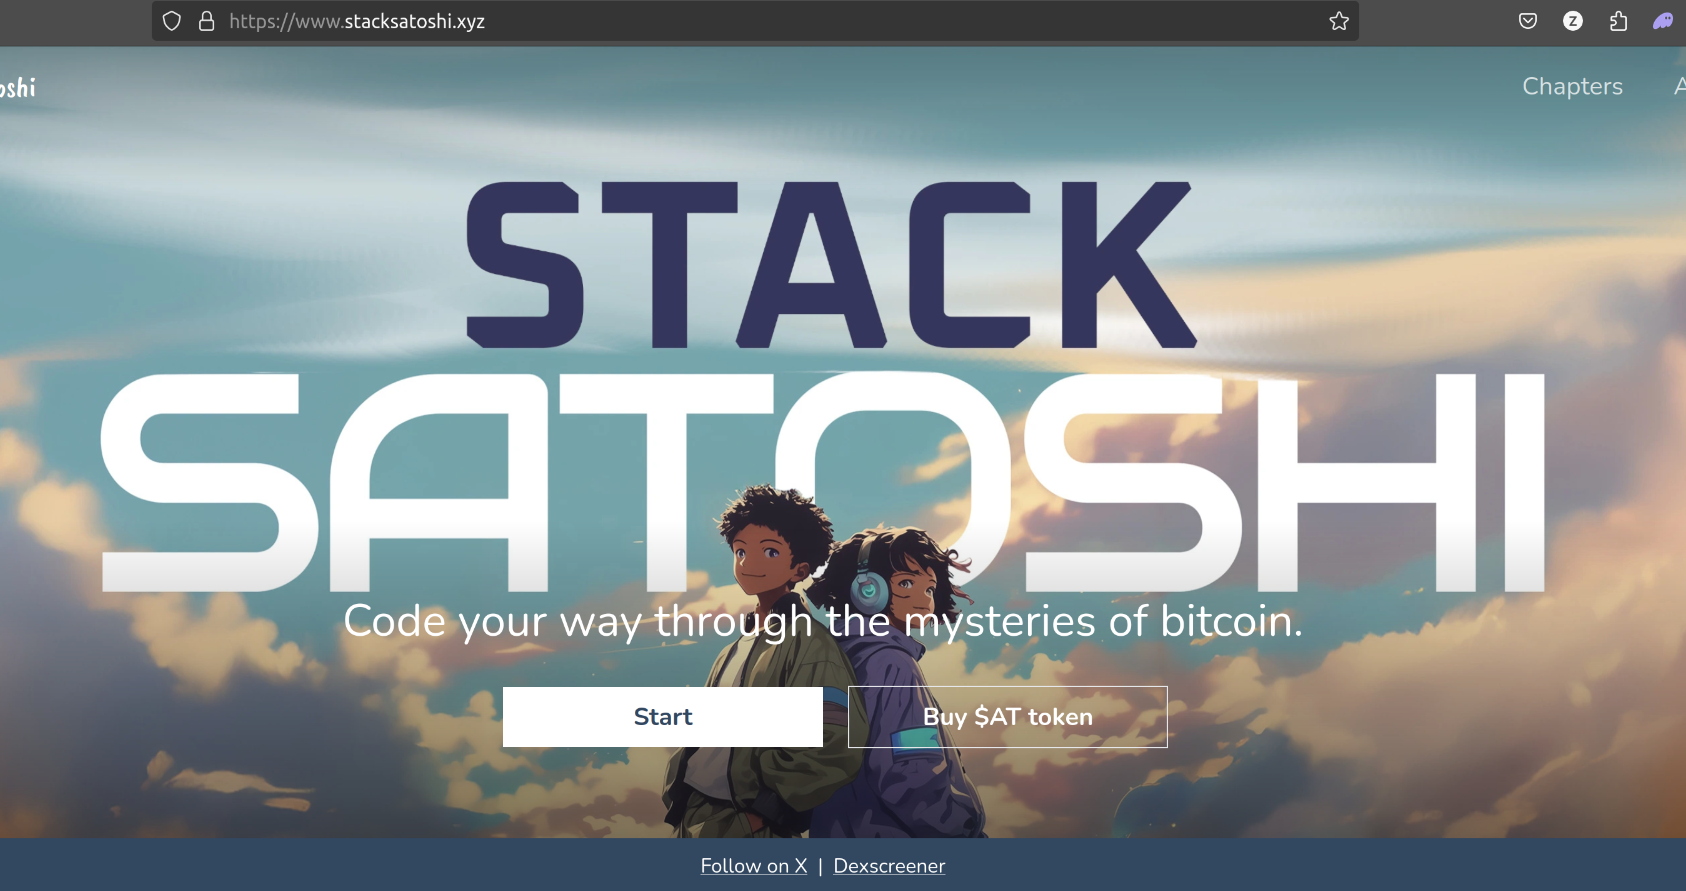 https://www.stacksatoshi.xyz
Z
oshi
Chapters
A
STACK
SATOSHI
Code your way through the mysteries of bitcoin.
Start
Buy $AT token
Follow on X | Dexscreener